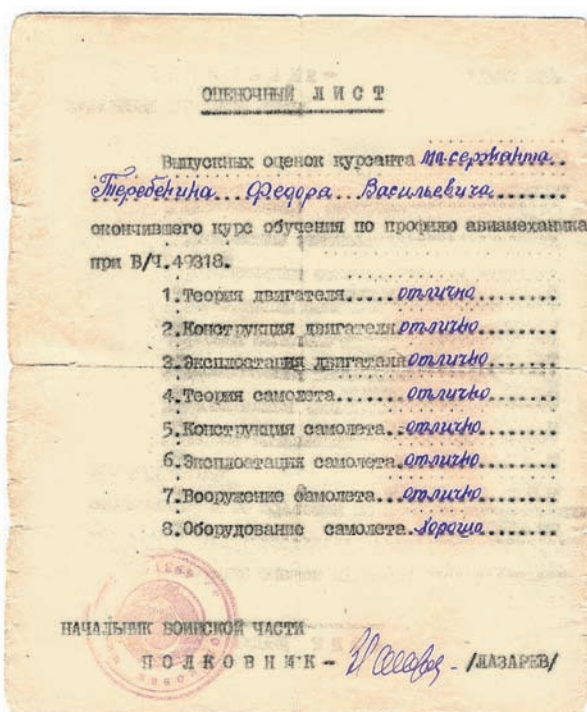 ОЦЕНОЧНЫЙ ЛИСТ
Выпускных оценок курсанта мл.сержанта..
Теребенина... Федора.. Васильевича.........
окончившего курс обучения по профилю авиамеханика
при В/Ч.49318.
1.Теория двигателя.....отлично.........
2.Конструкция двигателя отлично.........
3.Эксплоатация двигателя отлично........
4.Теория самолета.......отлично........
5.Конструкция самолета..отлично........
6.Эксплоатация самолета.отлично........
7.Вооружение самолета...отлично........
8.Оборудование самолета.хорошо........
НАЧАЛЬНИК ВОИНСКОЙ ЧАСТИ
ПОЛКОВНИК - /ЛАЗАРЕВ/